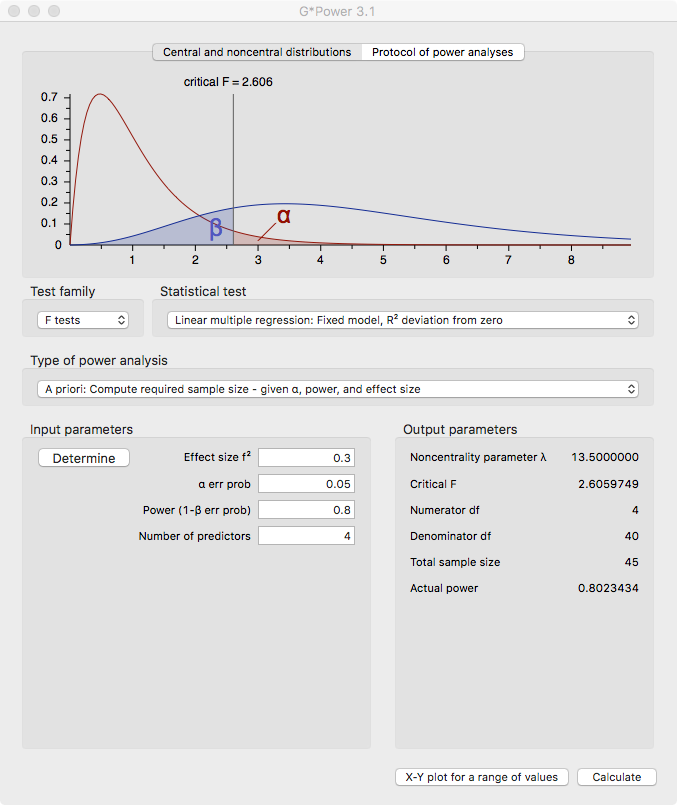 G*Power 3.1
Central and noncentral distributions Protocol of power analyses
critical F = 2.606
0.7
0.6
0.5
0.4
0.3
0.2
0.1
0
β
α
1 2 3 4 5 6 7 8
Test family Statistical test
F tests Linear multiple regression: Fixed model, R² deviation from zero
Type of power analysis
A priori: Compute required sample size - given α, power, and effect size
Input parameters
Determine
Effect size f² 0.3
α err prob 0.05
Power (1-β err prob) 0.8
Number of predictors 4
Output parameters
Noncentrality parameter λ 13.5000000
Critical F 2.6059749
Numerator df 4
Denominator df 40
Total sample size 45
Actual power 0.8023434
X-Y plot for a range of values Calculate